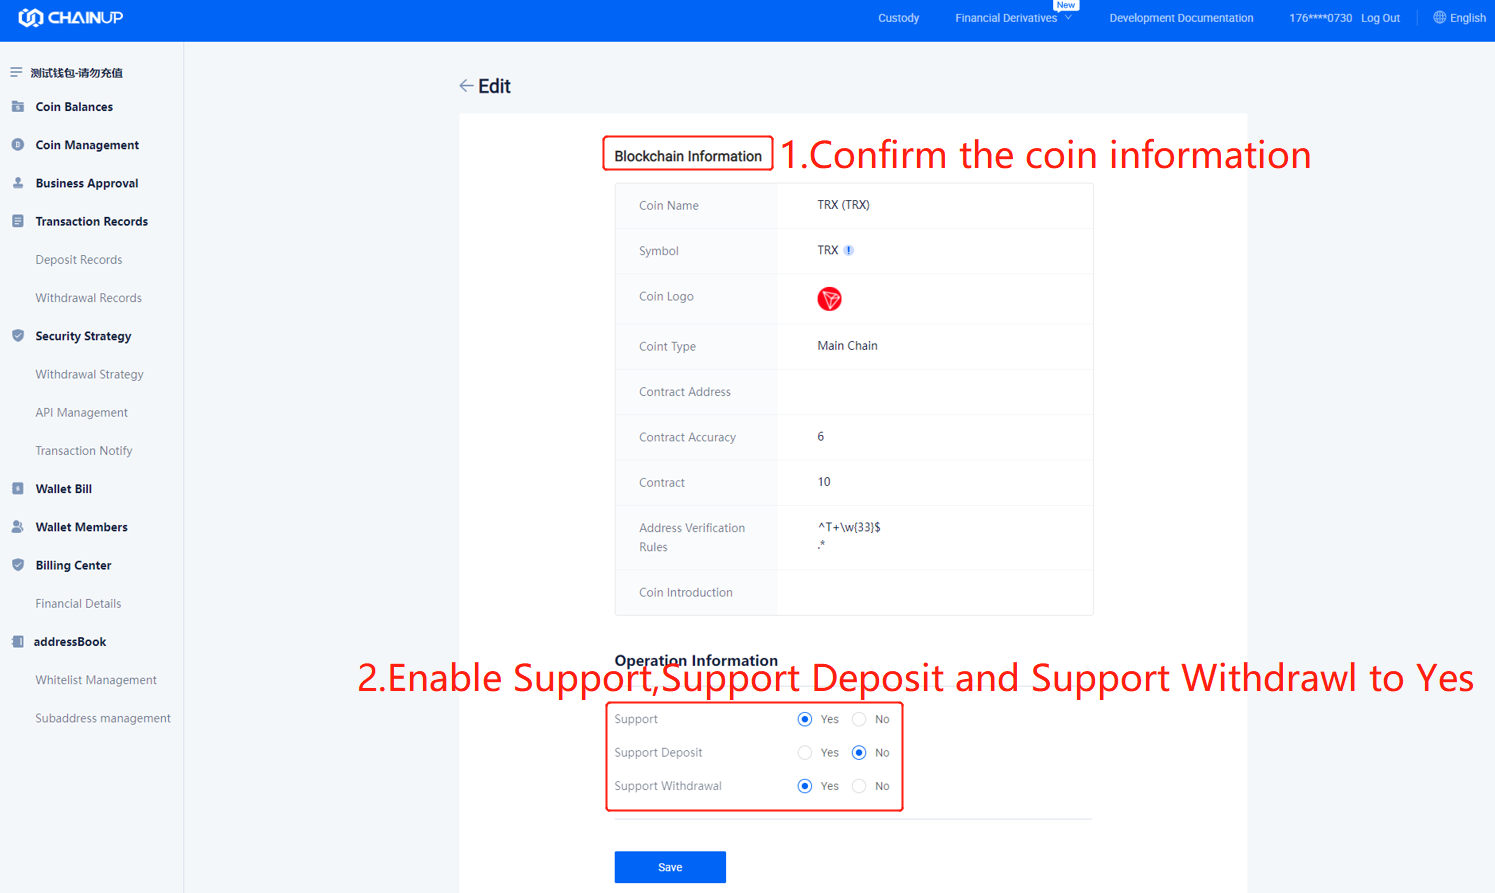 CHAINUP
Custody
Financial Derivatives
New
Development Documentation
176****0730 Log Out
English
测试钱包-请勿充值
Coin Balances
Coin Management
Business Approval
Transaction Records
Deposit Records
Withdrawal Records
Security Strategy
Withdrawal Strategy
API Management
Transaction Notify
Wallet Bill
Wallet Members
Billing Center
Financial Details
addressBook
Whitelist Management
Subaddress management
Edit
Blockchain Information
1.Confirm the coin information
Coin Name TRX (TRX)
Symbol TRX !
Coin Logo
Coint Type Main Chain
Contract Address
Contract Accuracy 6
Contract 10
Address Verification ^T+\w{33}$
Rules .*
Coin Introduction
Operation Information
2.Enable Support,Support Deposit and Support Withdrawl to Yes
Support Yes No
Support Deposit Yes No
Support Withdrawal Yes No
Save